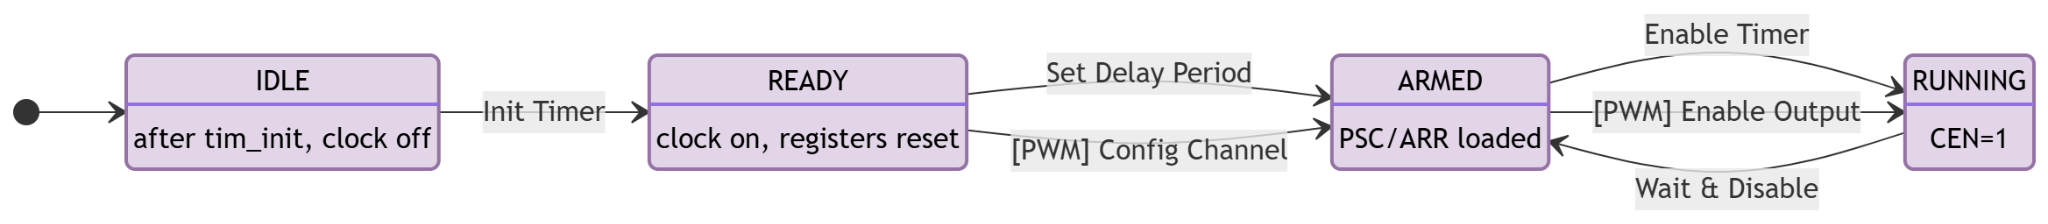 IDLE
after tim_init, clock off
Init Timer
READY
clock on, registers reset
Set Delay Period
[PWM] Config Channel
ARMED
PSC/ARR loaded
Enable Timer
[PWM] Enable Output
Wait & Disable
RUNNING
CEN=1